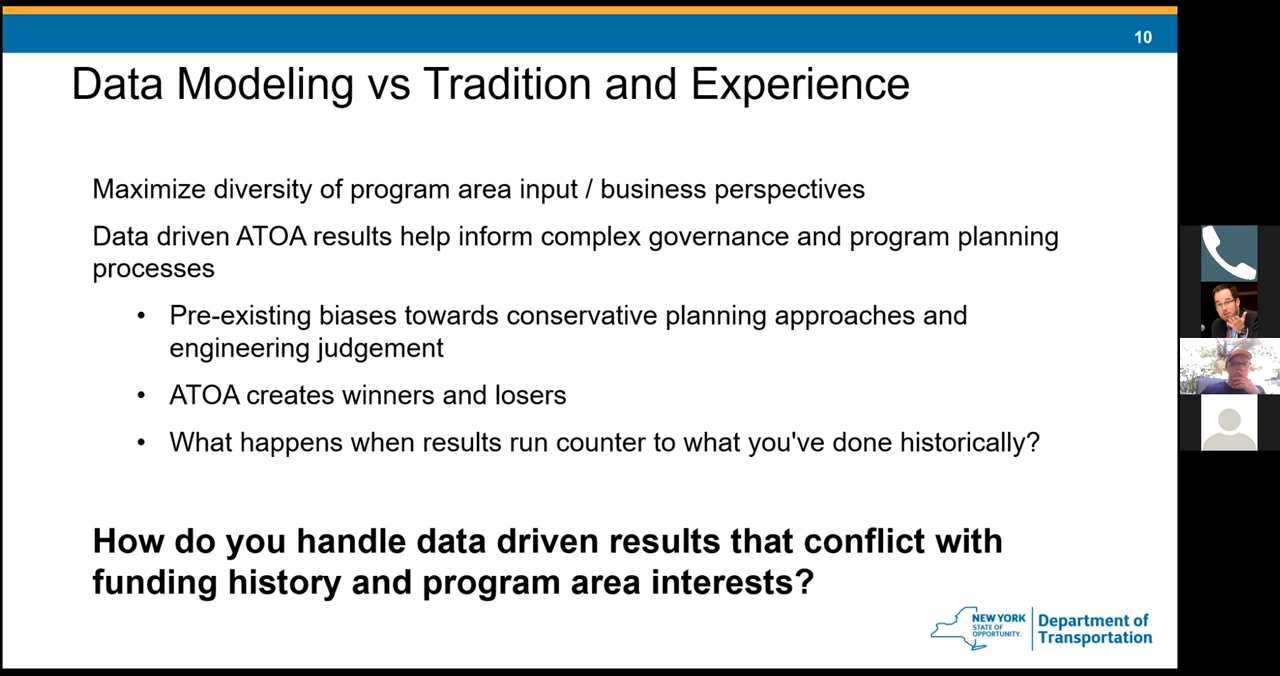 10
Data Modeling vs Tradition and Experience
Maximize diversity of program area input / business perspectives
Data driven ATOA results help inform complex governance and program planning
processes
• Pre-existing biases towards conservative planning approaches and
engineering judgement
• ATOA creates winners and losers
• What happens when results run counter to what you've done historically?
How do you handle data driven results that conflict with
funding history and program area interests?
NEW YORK
STATE OF
OPPORTUNITY.
Department of
Transportation